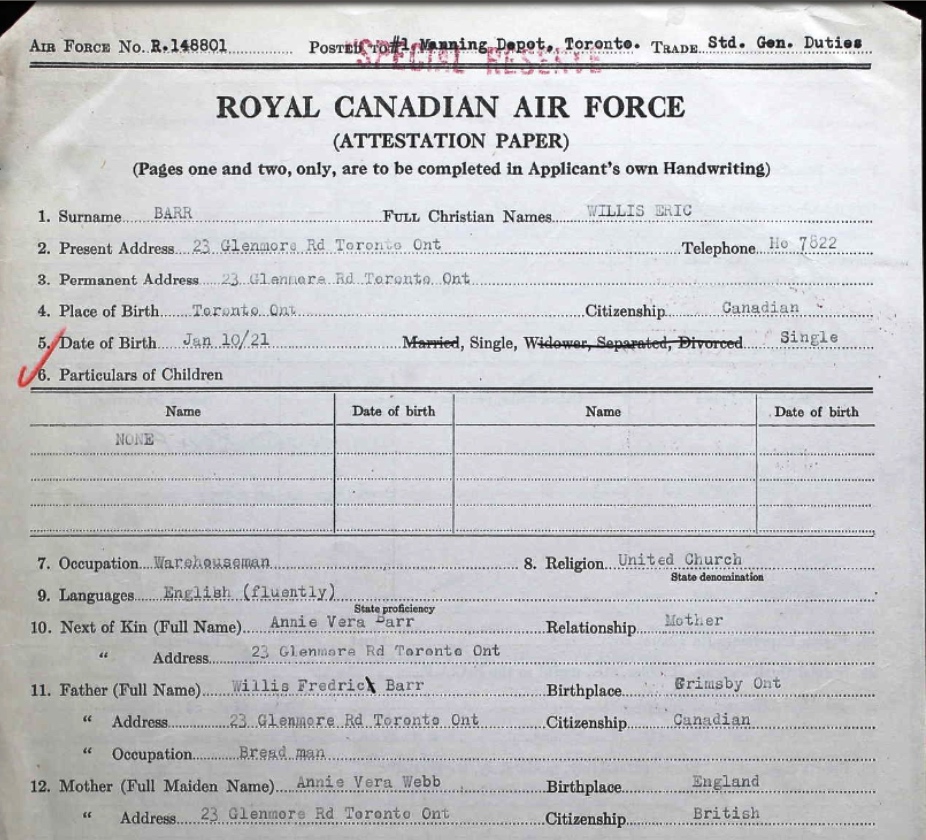 AIR FORCE NO. R.148801 POSTED TO #1 Manning Depot, Toronto. TRADE Std. Gen. Duties
SPECIAL RESERVE
ROYAL CANADIAN AIR FORCE
(ATTESTATION PAPER)
(Pages one and two, only, are to be completed in Applicant's own Handwriting)
1. Surname BARR FULL Christian Names WILLIS ERIC
2. Present Address 23 Glenmore Rd Toronto Ont Telephone Ho 7822
3. Permanent Address 23 Glenmore Rd Toronto Ont
4. Place of Birth Toronto Ont Citizenship Canadian
5. Date of Birth Jan 10/21 Married, Single, Widower, Separated, Divorced Single
6. Particulars of Children
Name Date of birth Name Date of birth
NONE
7. Occupation Warehouseman 8. Religion United Church
State denomination
9. Languages English (fluently)
State proficiency
10. Next of Kin (Full Name) Annie Vera Barr Relationship Mother
" Address 23 Glenmore Rd Toronto Ont
11. Father (Full Name) Willis Fredrick Barr Birthplace Grimsby Ont
" Address 23 Glenmore Rd Toronto Ont Citizenship Canadian
" Occupation Bread man
12. Mother (Full Maiden Name) Annie Vera Webb Birthplace England
" Address 23 Glenmore Rd Toronto Ont Citizenship British